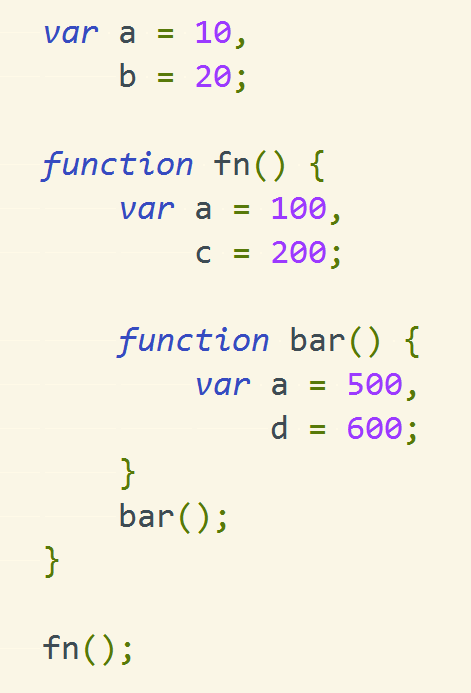 var a = 10,
    b = 20;

function fn() {
    var a = 100,
        c = 200;

    function bar() {
        var a = 500,
            d = 600;
    }
    bar();
}

fn();